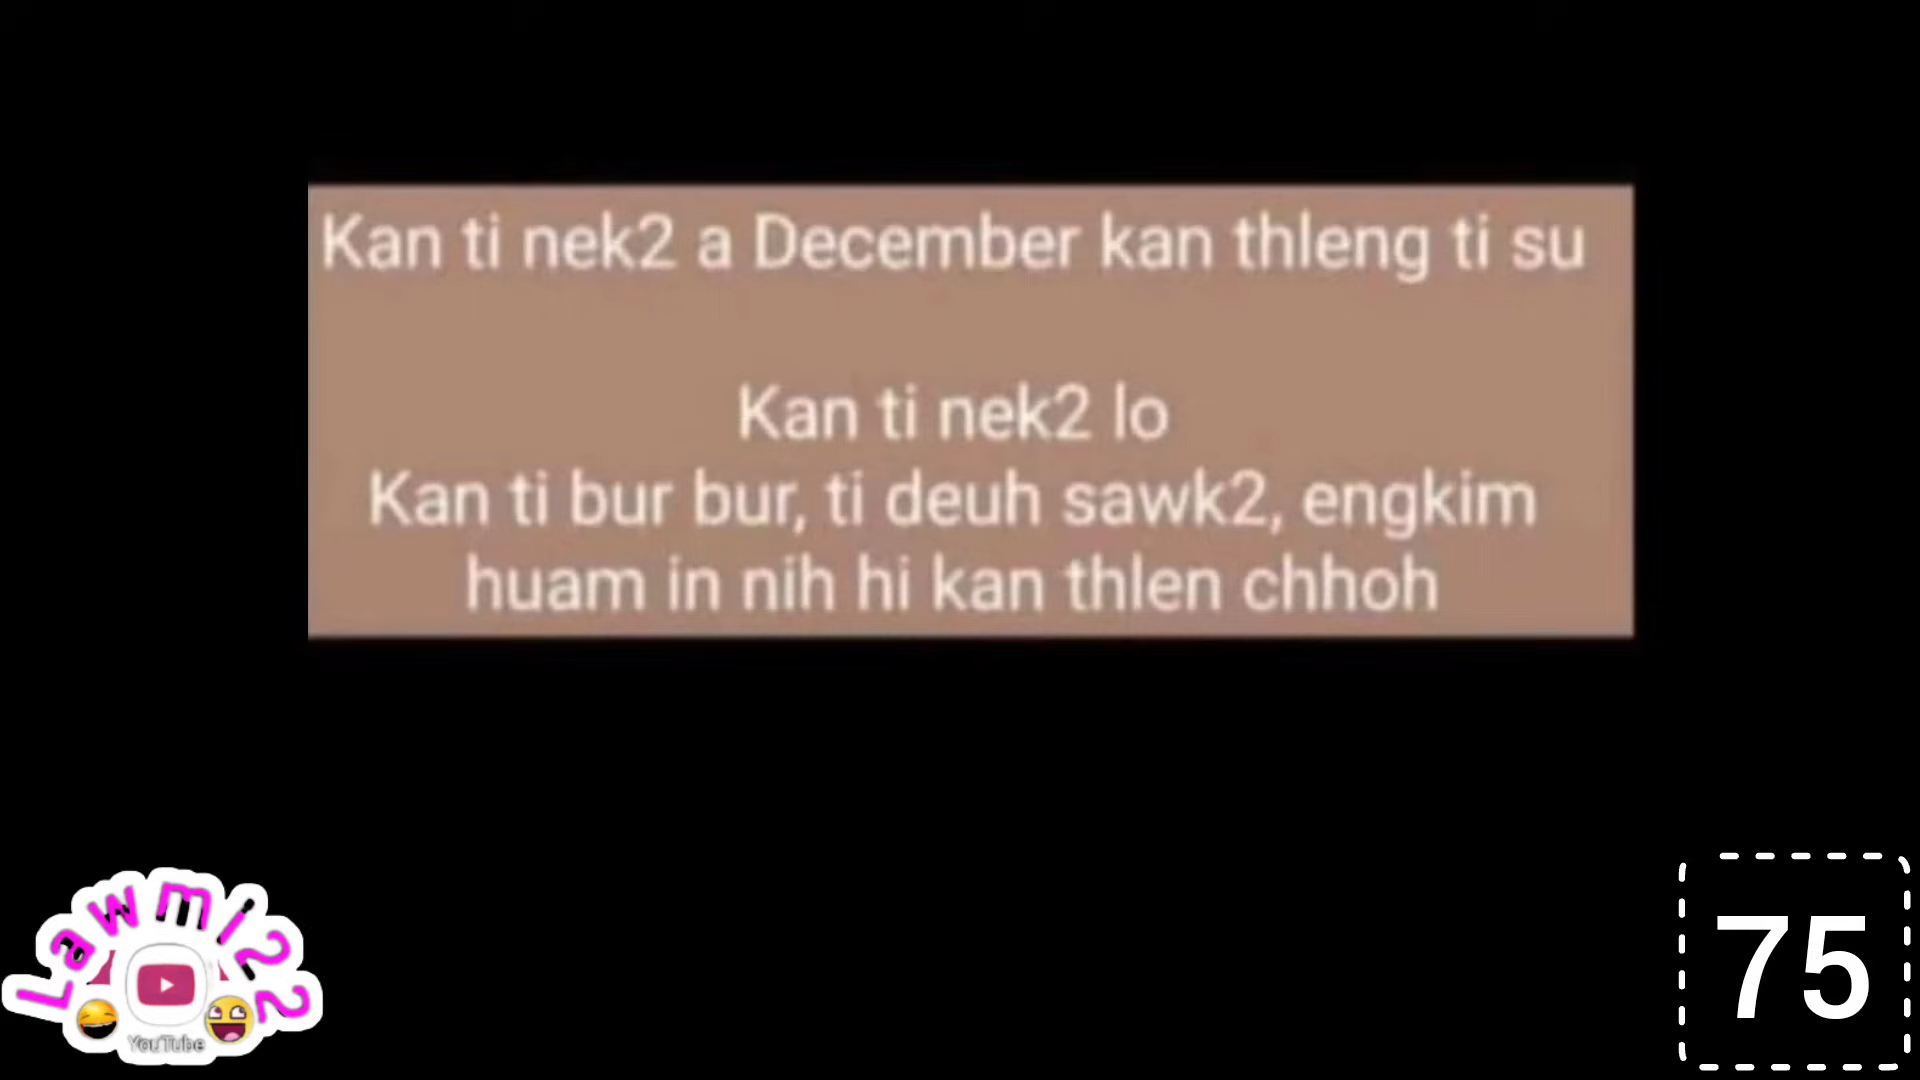 Kan ti nek2 a December kan thleng ti su
Kan ti nek2 lo
Kan ti bur bur, ti deuh sawk2, engkim
huam in nih hi kan thlen chhoh
Lawmi22
YouTube
75